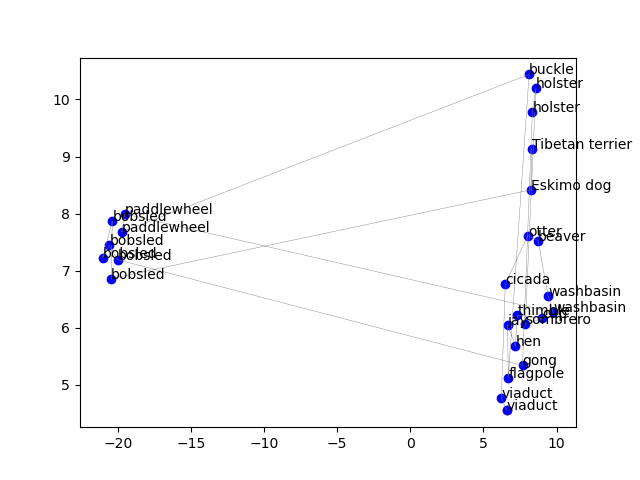 buckle
holster
holster
Tibetan terrier
Eskimo dog
otter
beaver
paddlewheel
bobsled
paddlewheel
bobsled
bobsled
bobsled
bobsled
cicada
washbasin
washbasin
thimble
jay
sombrero
hen
gong
flagpole
viaduct
viaduct
10
9
8
7
6
5
−20
−15
−10
−5
0
5
10